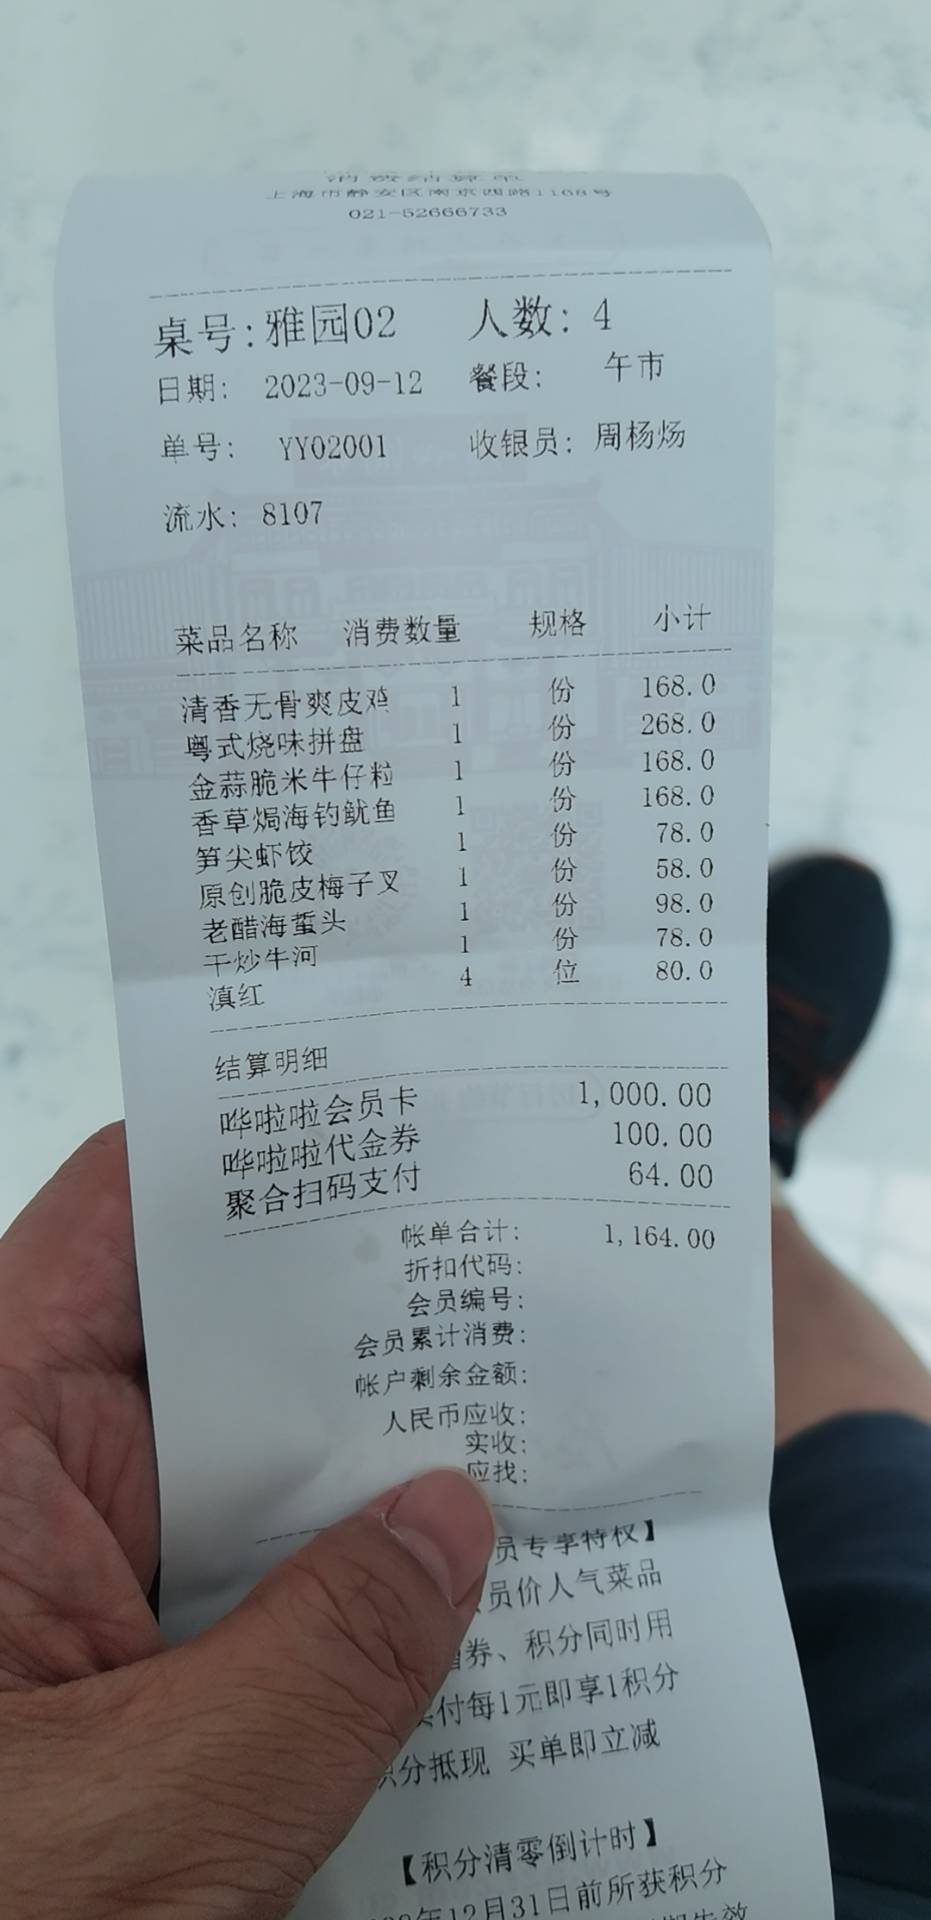 消费结算单
上海市静安区南京西路1168号
021-52666733
桌号:雅园02 人数: 4
日期: 2023-09-12 餐段: 午市
单号: YY02001 收银员: 周杨炀
流水: 8107
菜品名称 消费数量 规格 小计
清香无骨爽皮鸡 1 份 168.0
粤式烧味拼盘 1 份 268.0
金蒜脆米牛仔粒 1 份 168.0
香草焗海钓鱿鱼 1 份 168.0
笋尖虾饺 1 份 78.0
原创脆皮梅子叉 1 份 58.0
老醋海蜇头 1 份 98.0
干炒牛河 1 份 78.0
滇红 4 位 80.0
结算明细
哗啦啦会员卡 1,000.00
哗啦啦代金券 100.00
聚合扫码支付 64.00
帐单合计: 1,164.00
折扣代码:
会员编号:
会员累计消费:
帐户剩余金额:
人民币应收:
实收:
应找:
员专享特权】
员价人气菜品
券、积分同时用
付每1元即享1积分
积分抵现 买单即立减
【积分清零倒计时】
年12月31日前所获积分